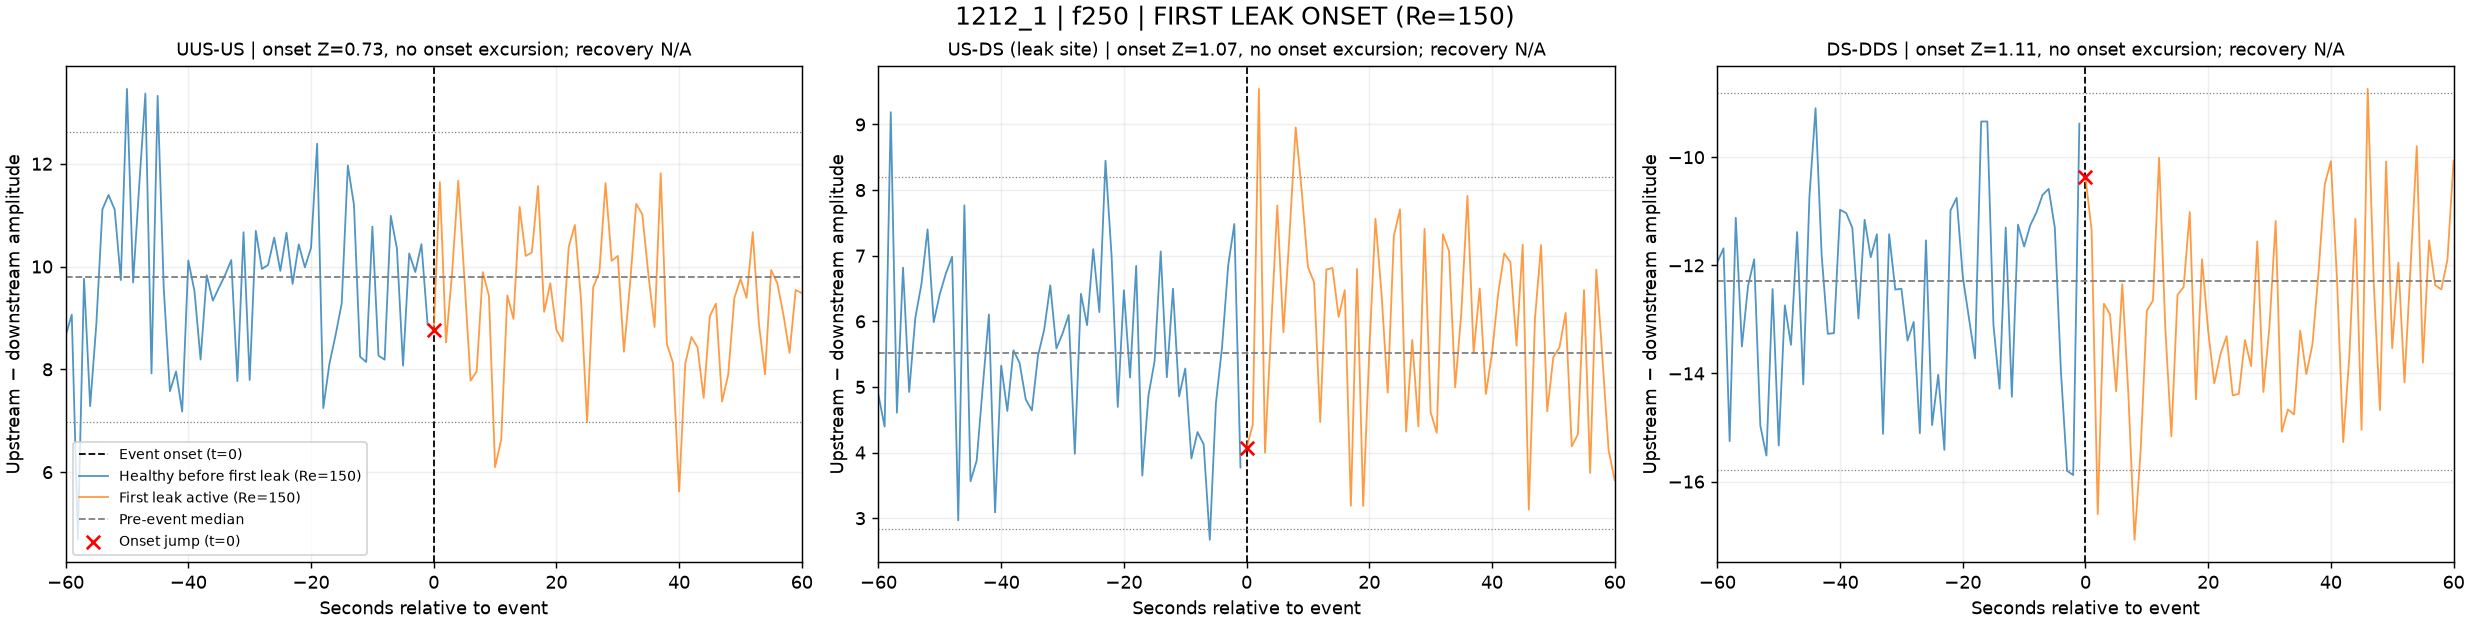 1212_1 | f250 | FIRST LEAK ONSET (Re=150)
UUS-US | onset Z=0.73, no onset excursion; recovery N/A
Upstream − downstream amplitude
12
10
8
6
Event onset (t=0)
Healthy before first leak (Re=150)
First leak active (Re=150)
Pre-event median
Onset jump (t=0)
−60
−40
−20
0
20
40
60
Seconds relative to event
US-DS (leak site) | onset Z=1.07, no onset excursion; recovery N/A
Upstream − downstream amplitude
9
8
7
6
5
4
3
−60
−40
−20
0
20
40
60
Seconds relative to event
DS-DDS | onset Z=1.11, no onset excursion; recovery N/A
Upstream − downstream amplitude
−10
−12
−14
−16
−60
−40
−20
0
20
40
60
Seconds relative to event